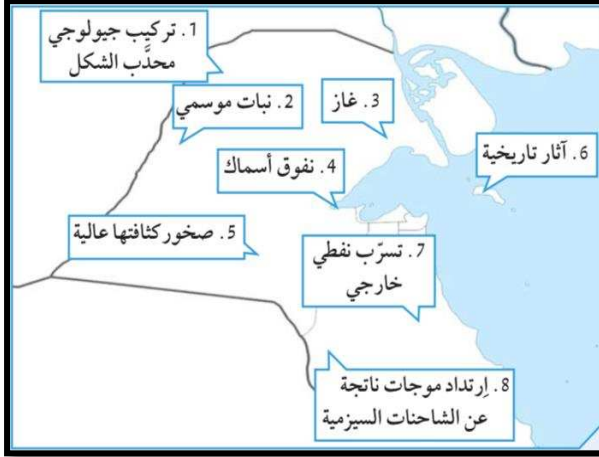 1. تركيب جيولوجي
محدَّب الشكل
2. نبات موسمي
3. غاز
4. نفوق أسماك
5. صخور كثافتها عالية
6. آثار تاريخية
7. تسرّب نفطي
خارجي
8. اِرتداد موجات ناتجة
عن الشاحنات السيزمية